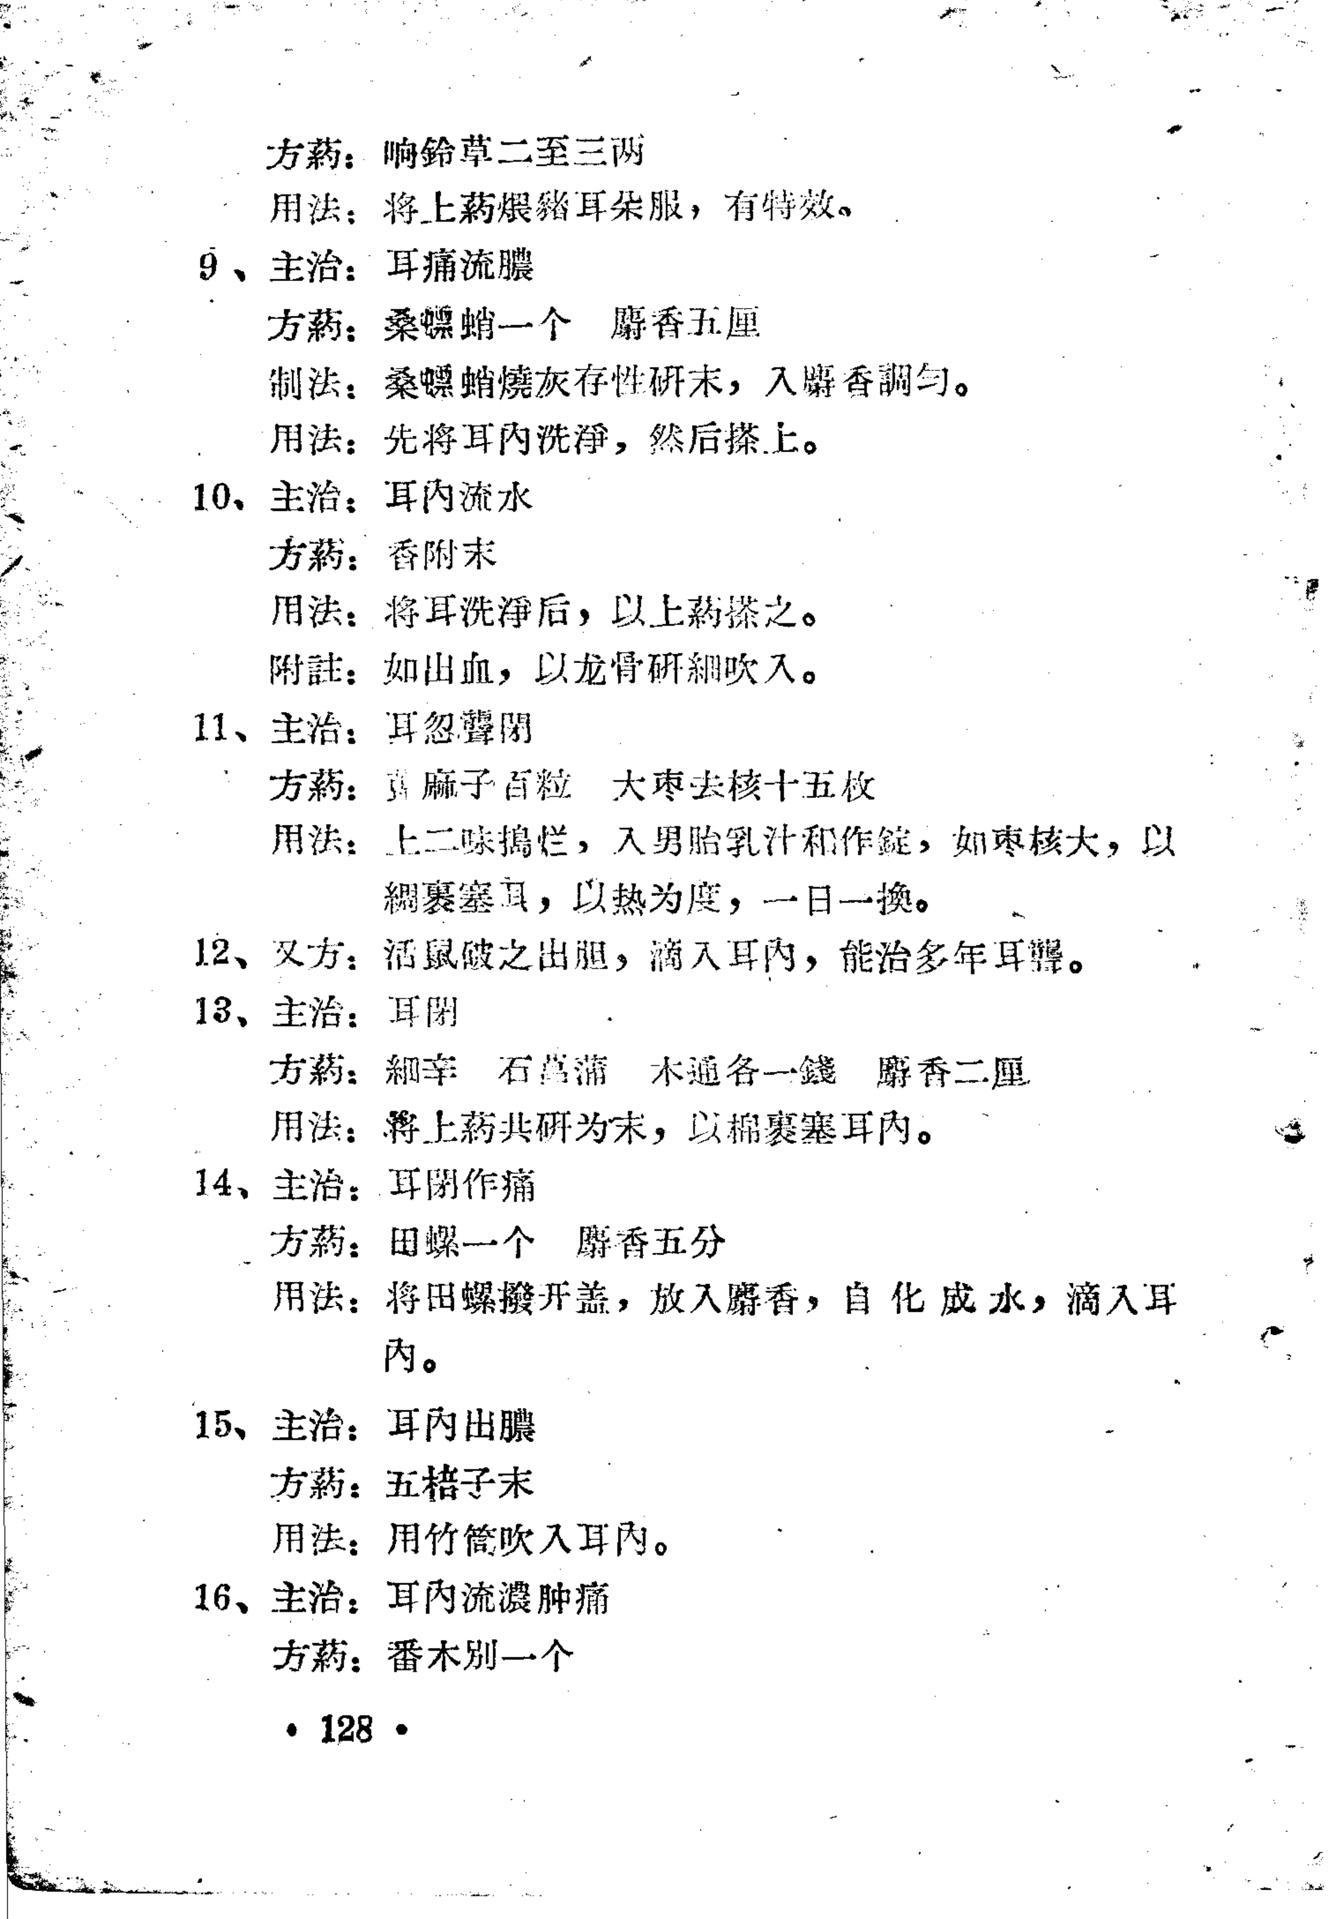 方葯：响鈴草二至三两
用法：将上葯煨豬耳朵服，有特效。
9、主治：耳痛流膿
方葯：桑螵蛸一个　麝香五厘
制法：桑螵蛸燒灰存性研末，入麝香調匀。
用法：先将耳內洗淨，然后搽上。
10、主治：耳內流水
方葯：香附末
用法：将耳洗淨后，以上葯搽之。
附註：如出血，以龙骨研細吹入。
11、主治：耳忽聾閉
方葯：萆麻子百粒　大枣去核十五枚
用法：上二味搗烂，入男胎乳汁和作錠，如枣核大，以
綢裹塞耳，以热为度，一日一換。
12、又方：活鼠破之出胆，滴入耳內，能治多年耳聾。
13、主治：耳閉
方葯：細辛　石菖蒲　木通各一錢　麝香二厘
用法：将上葯共研为末，以棉裹塞耳內。
14、主治：耳閉作痛
方葯：田螺一个　麝香五分
用法：将田螺撥开盖，放入麝香，自化成水，滴入耳
內。
15、主治：耳內出膿
方葯：五棓子末
用法：用竹筒吹入耳內。
16、主治：耳內流濃肿痛
方葯：番木別一个
• 128 •